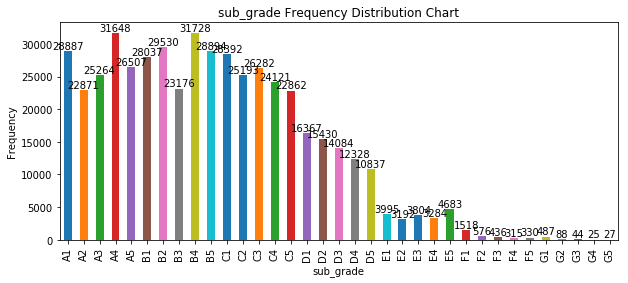 sub_grade Frequency Distribution Chart
28887 22871 25264 31648 26507 28037 29530 23176 31728 28894 28392 25193 26282 24121 22862 16367 15430 14084 12328 10837 3995 3192 3804 3284 4683 1518 576 436 315 330 487 88 44 25 27
Frequency
30000
25000
20000
15000
10000
5000
0
A1 A2 A3 A4 A5 B1 B2 B3 B4 B5 C1 C2 C3 C4 C5 D1 D2 D3 D4 D5 E1 E2 E3 E4 E5 F1 F2 F3 F4 F5 G1 G2 G3 G4 G5
sub_grade